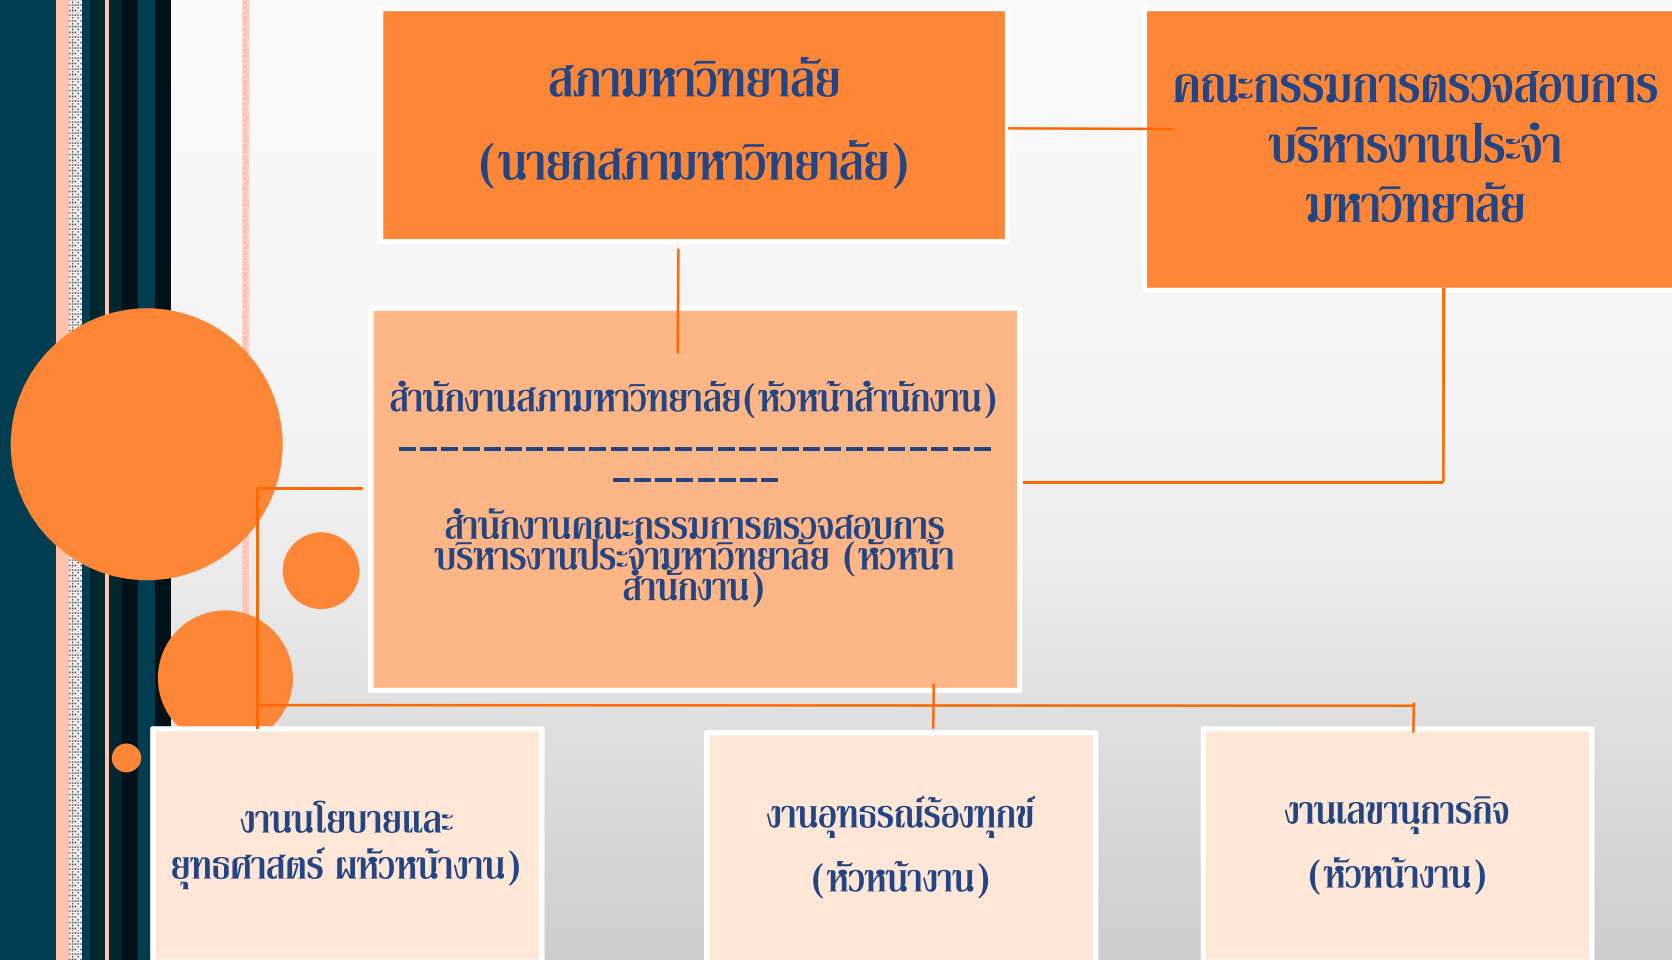 สภามหาวิทยาลัย
(นายกสภามหาวิทยาลัย)
คณะกรรมการตรวจสอบการ
บริหารงานประจำ
มหาวิทยาลัย
สำนักงานสภามหาวิทยาลัย(หัวหน้าสำนักงาน)
----------------------------
--------
สำนักงานคณะกรรมการตรวจสอบการ
บริหารงานประจำมหาวิทยาลัย (หัวหน้า
สำนักงาน)
งานนโยบายและ
ยุทธศาสตร์ ผหัวหน้างาน)
งานอุทธรณ์ร้องทุกข์
(หัวหน้างาน)
งานเลขานุการกิจ
(หัวหน้างาน)